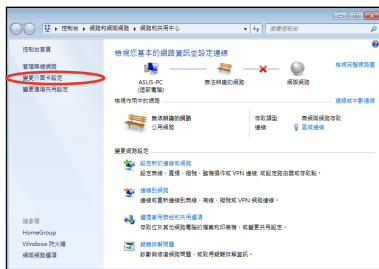 控制台 ▸ 網路和網際網路 ▸ 網路和共用中心
搜尋控制台
控制台首頁
管理無線網路
變更介面卡設定
變更進階共用設定
檢視您基本的網路資訊並設定連線
檢視完整網路圖
ASUS-PC
(這部電腦)
無法辨識的網路
網際網路
檢視作用中的網路
連線或中斷連線
無法辨識的網路
公用網路
存取類型:
無網際網路存取
連線:
區域連線
變更網路設定
設定新的連線或網路
設定無線、寬頻、撥號、臨機操作或 VPN 連線; 或設定路由器或存取點。
連線到網路
連線或重新連線到無線、有線、撥號或 VPN 網路連線。
選擇家用群組和共用選項
存取位於其他網路電腦的檔案和印表機，或變更共用設定。
疑難排解問題
診斷與修復網路問題，或取得疑難排解資訊。
請參閱
HomeGroup
Windows 防火牆
網際網路選項